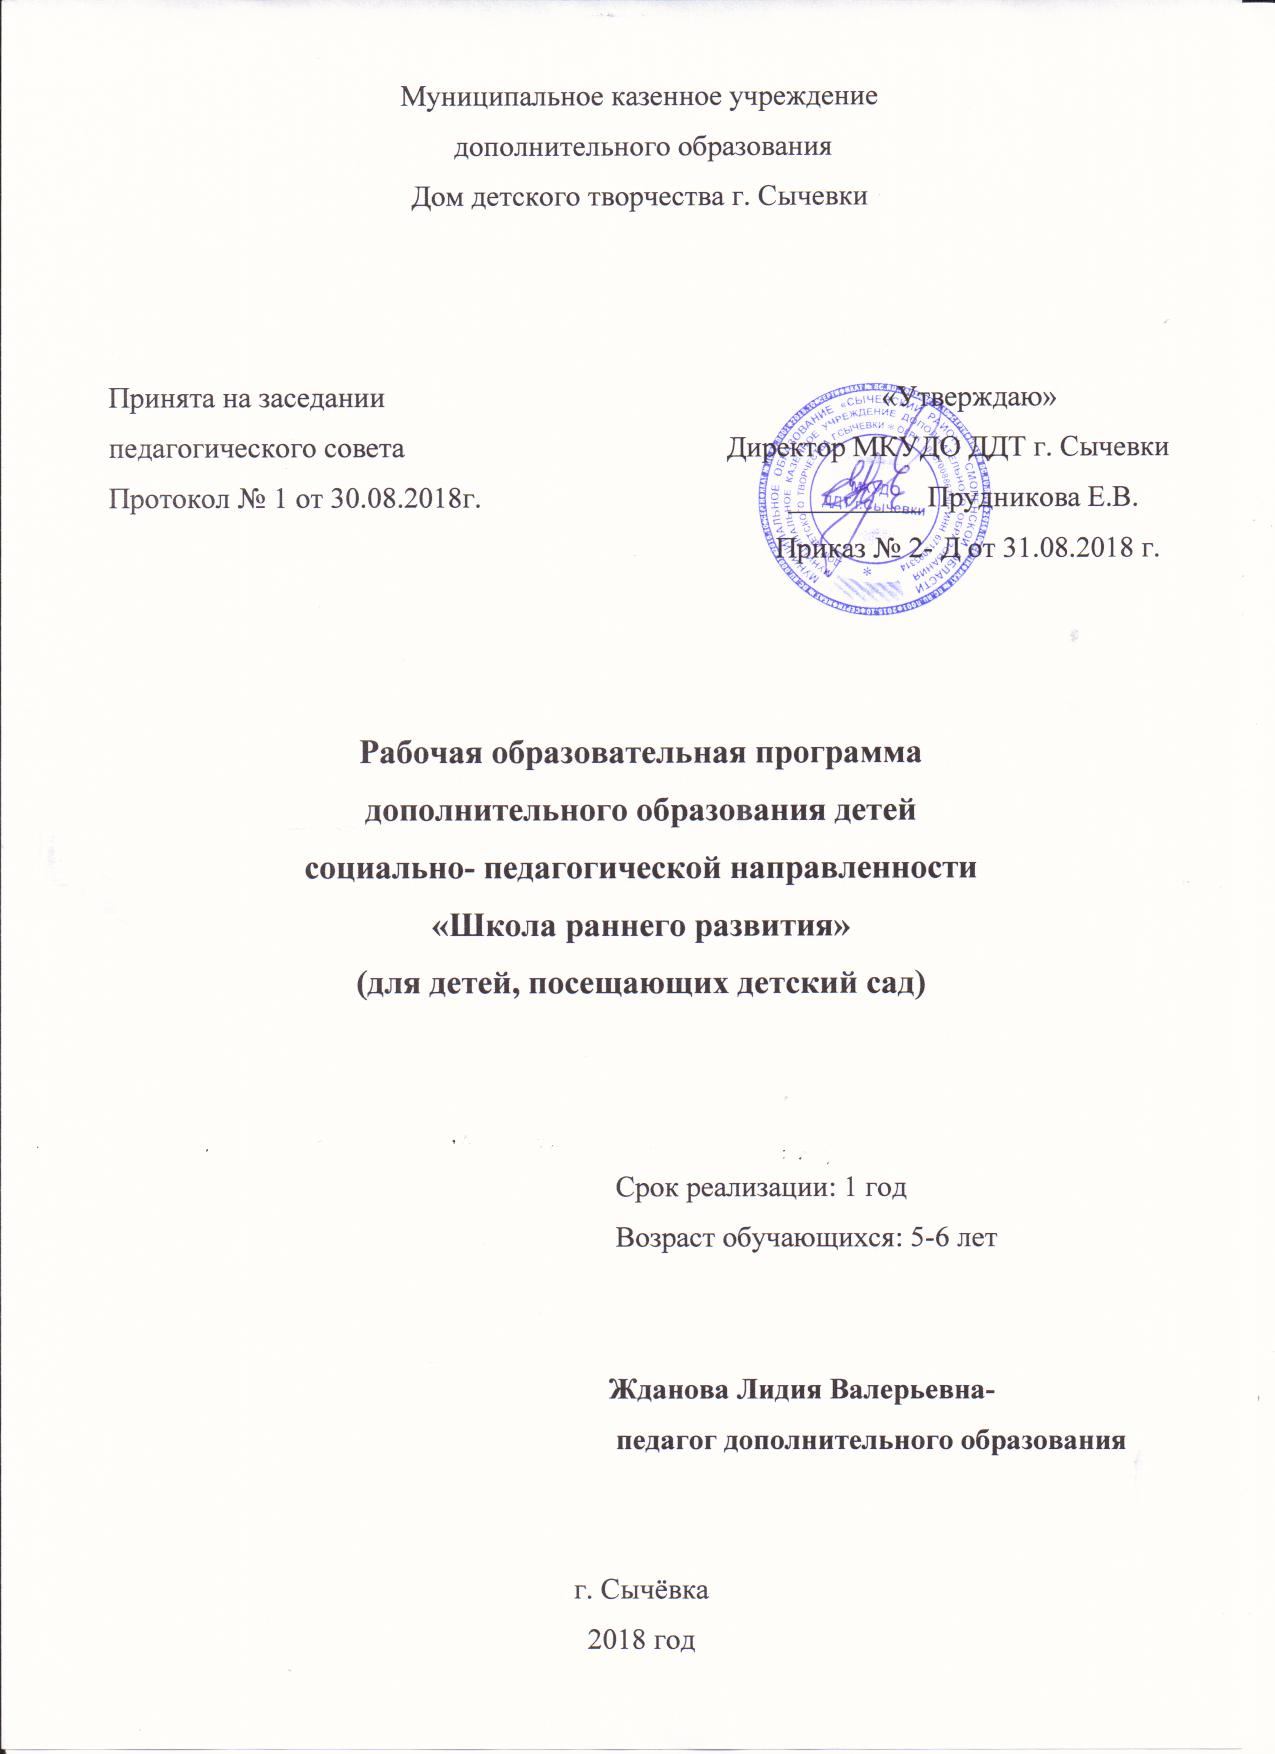 Муниципальное казенное учреждение
дополнительного образования
Дом детского творчества г. Сычевки
Принята на заседании
педагогического совета
Протокол № 1 от 30.08.2018г.
«Утверждаю»
Директор МКУДО ДДТ г. Сычевки
Прудникова Е.В.
Приказ № 2- Д от 31.08.2018 г.
МКУДО
ДДТ г.Сычевки
Рабочая образовательная программа
дополнительного образования детей
социально- педагогической направленности
«Школа раннего развития»
(для детей, посещающих детский сад)
Срок реализации: 1 год
Возраст обучающихся: 5-6 лет
Жданова Лидия Валерьевна-
педагог дополнительного образования
г. Сычёвка
2018 год